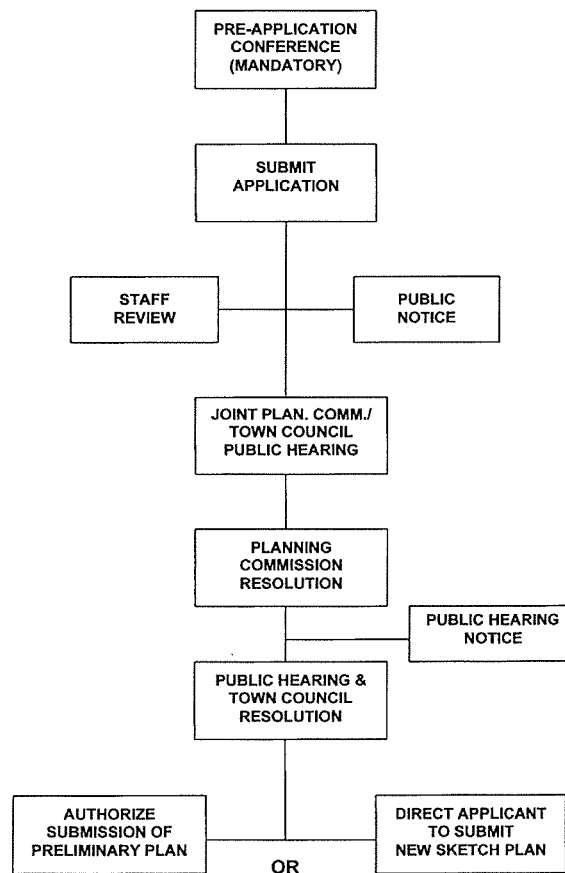 PRE-APPLICATION
CONFERENCE
(MANDATORY)
SUBMIT
APPLICATION
STAFF
REVIEW
PUBLIC
NOTICE
JOINT PLAN. COMM./
TOWN COUNCIL
PUBLIC HEARING
PLANNING
COMMISSION
RESOLUTION
PUBLIC HEARING
NOTICE
PUBLIC HEARING &
TOWN COUNCIL
RESOLUTION
AUTHORIZE
SUBMISSION OF
PRELIMINARY PLAN
OR
DIRECT APPLICANT
TO SUBMIT
NEW SKETCH PLAN